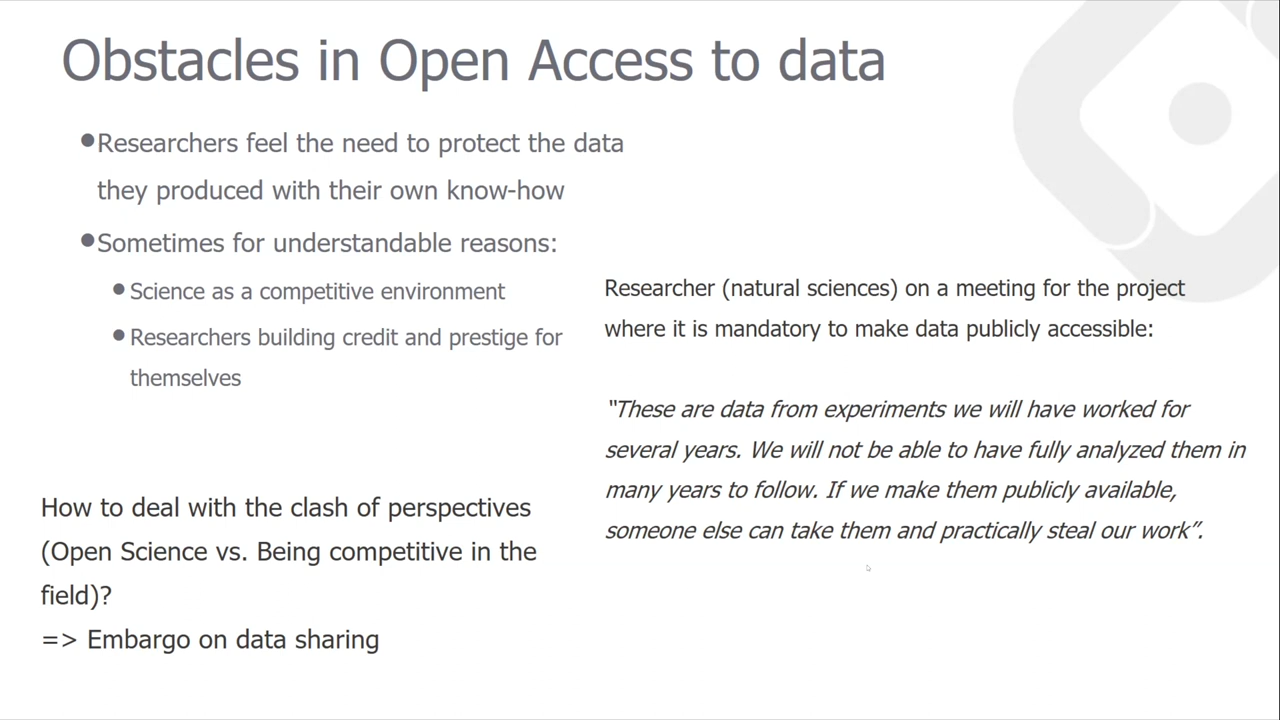 Obstacles in Open Access to data
●Researchers feel the need to protect the data
they produced with their own know-how
●Sometimes for understandable reasons:
●Science as a competitive environment
●Researchers building credit and prestige for
themselves
Researcher (natural sciences) on a meeting for the project
where it is mandatory to make data publicly accessible:
"These are data from experiments we will have worked for
several years. We will not be able to have fully analyzed them in
many years to follow. If we make them publicly available,
someone else can take them and practically steal our work”.
How to deal with the clash of perspectives
(Open Science vs. Being competitive in the
field)?
=> Embargo on data sharing